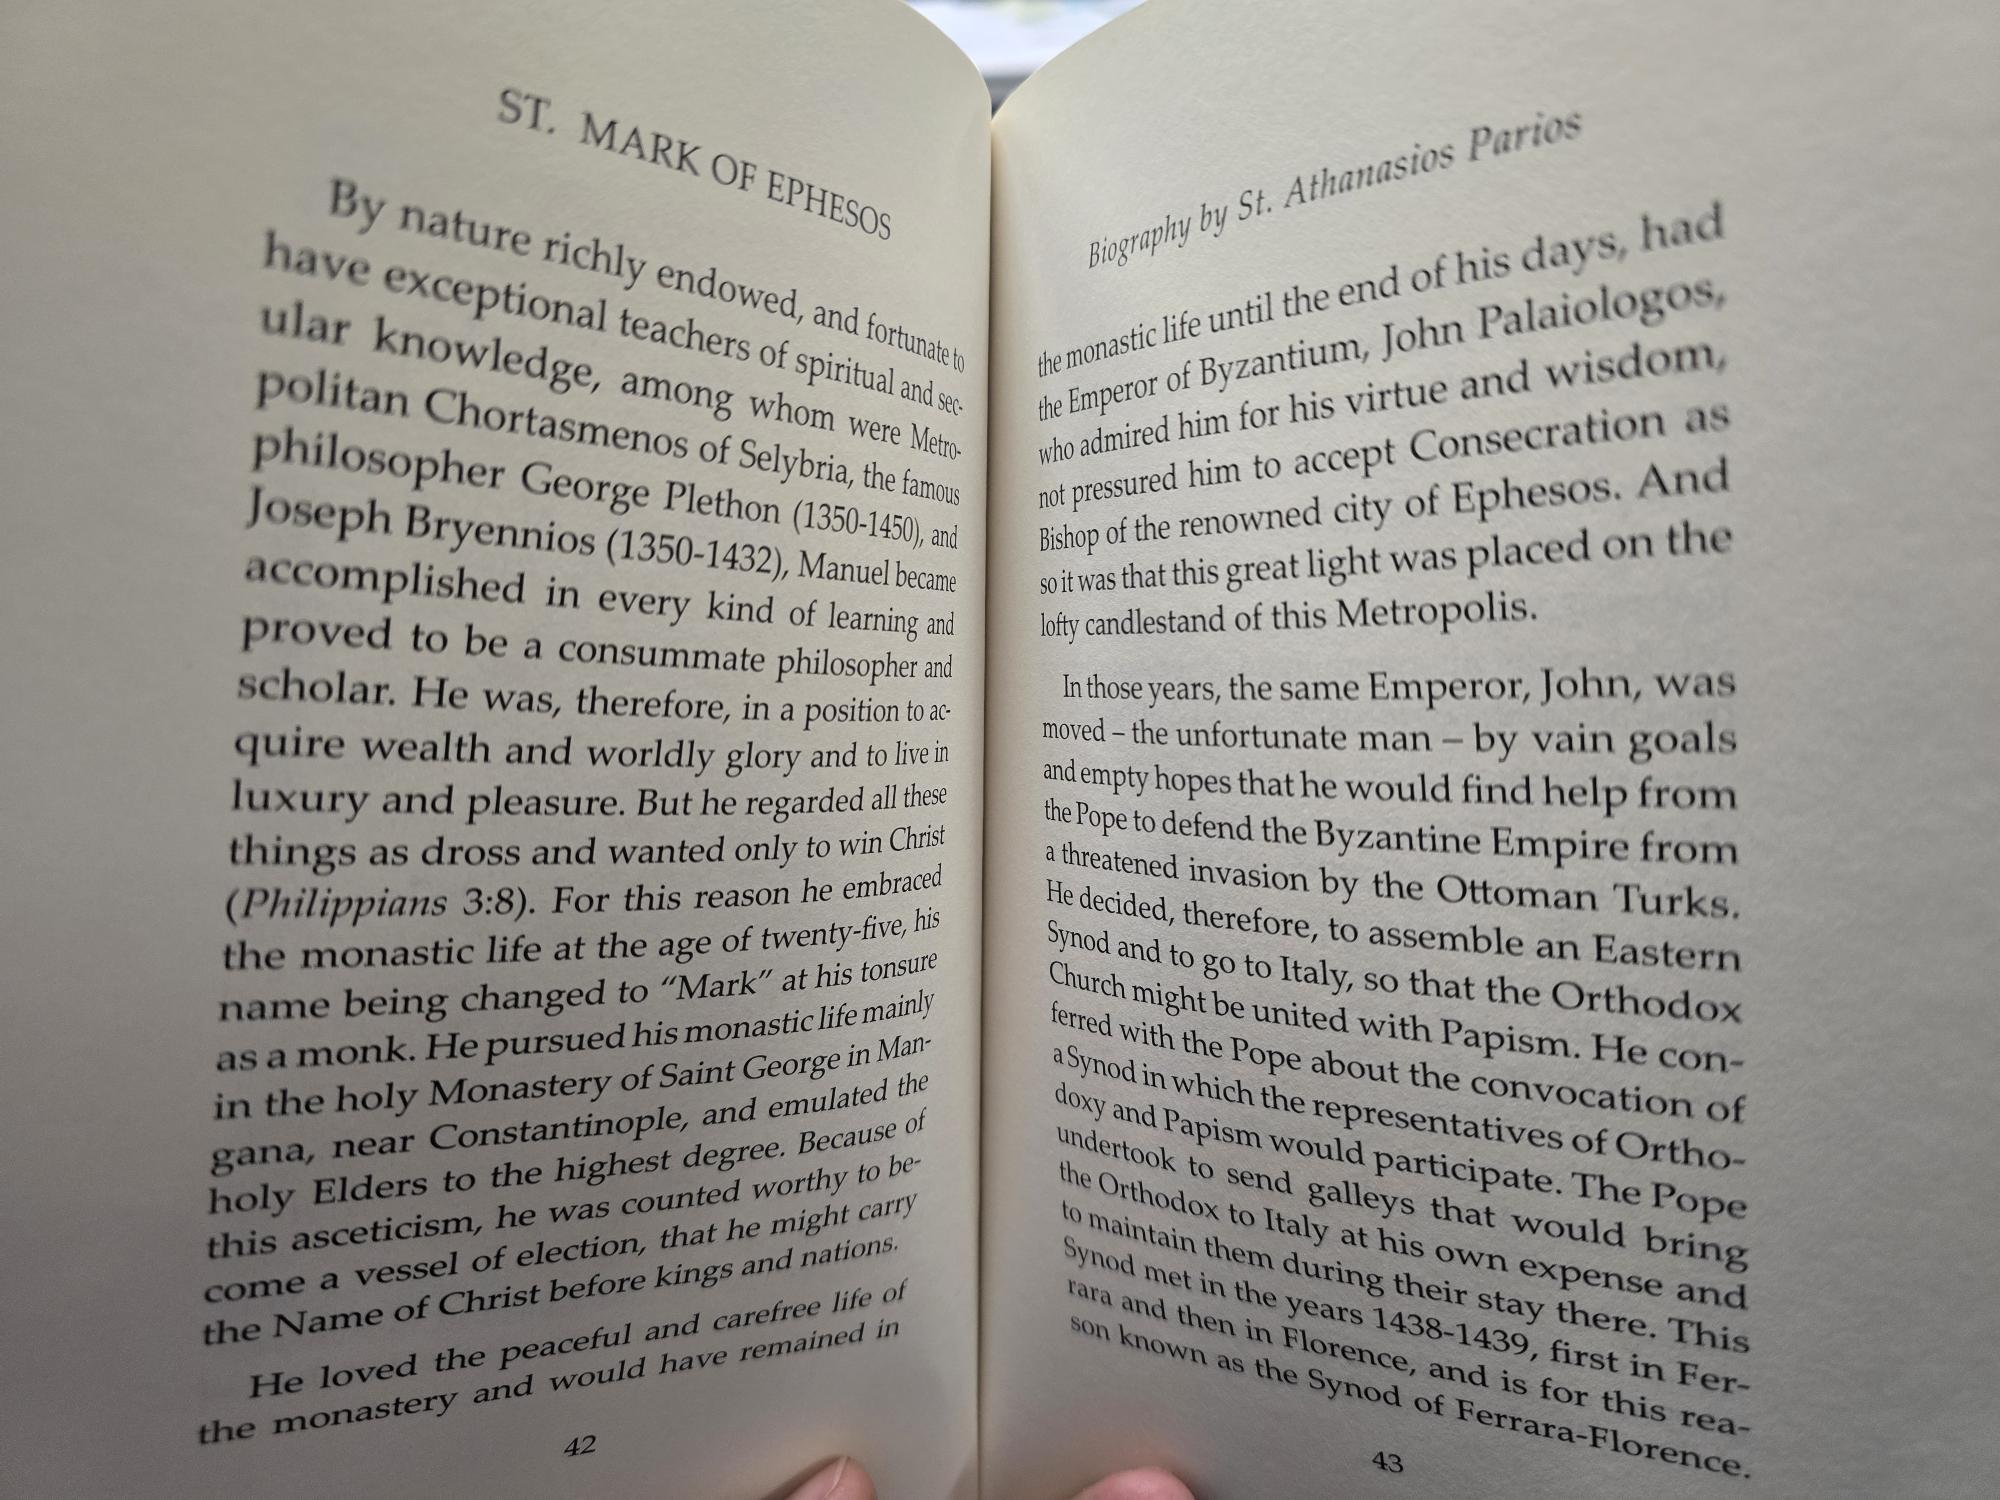 ST. MARK OF EPHESOS
By nature richly endowed, and fortunate to
have exceptional teachers of spiritual and sec-
ular knowledge, among whom were Metro-
politan Chortasmenos of Selybria, the famous
philosopher George Plethon (1350-1450), and
Joseph Bryennios (1350-1432), Manuel became
accomplished in every kind of learning and
proved to be a consummate philosopher and
scholar. He was, therefore, in a position to ac-
quire wealth and worldly glory and to live in
luxury and pleasure. But he regarded all these
things as dross and wanted only to win Christ
(Philippians 3:8). For this reason he embraced
the monastic life at the age of twenty-five, his
name being changed to “Mark” at his tonsure
as a monk. He pursued his monastic life mainly
in the holy Monastery of Saint George in Man-
gana, near Constantinople, and emulated the
holy Elders to the highest degree. Because of
this asceticism, he was counted worthy to be-
come a vessel of election, that he might carry
the Name of Christ before kings and nations.
He loved the peaceful and carefree life of
the monastery and would have remained in
42
Biography by St. Athanasios Parios
the monastic life until the end of his days, had
the Emperor of Byzantium, John Palaiologos,
who admired him for his virtue and wisdom,
not pressured him to accept Consecration as
Bishop of the renowned city of Ephesos. And
so it was that this great light was placed on the
lofty candlestand of this Metropolis.
In those years, the same Emperor, John, was
moved – the unfortunate man – by vain goals
and empty hopes that he would find help from
the Pope to defend the Byzantine Empire from
a threatened invasion by the Ottoman Turks.
He decided, therefore, to assemble an Eastern
Synod and to go to Italy, so that the Orthodox
Church might be united with Papism. He con-
ferred with the Pope about the convocation of
a Synod in which the representatives of Ortho-
doxy and Papism would participate. The Pope
undertook to send galleys that would bring
the Orthodox to Italy at his own expense and
to maintain them during their stay there. This
Synod met in the years 1438-1439, first in Fer-
rara and then in Florence, and is for this rea-
son known as the Synod of Ferrara-Florence.
43